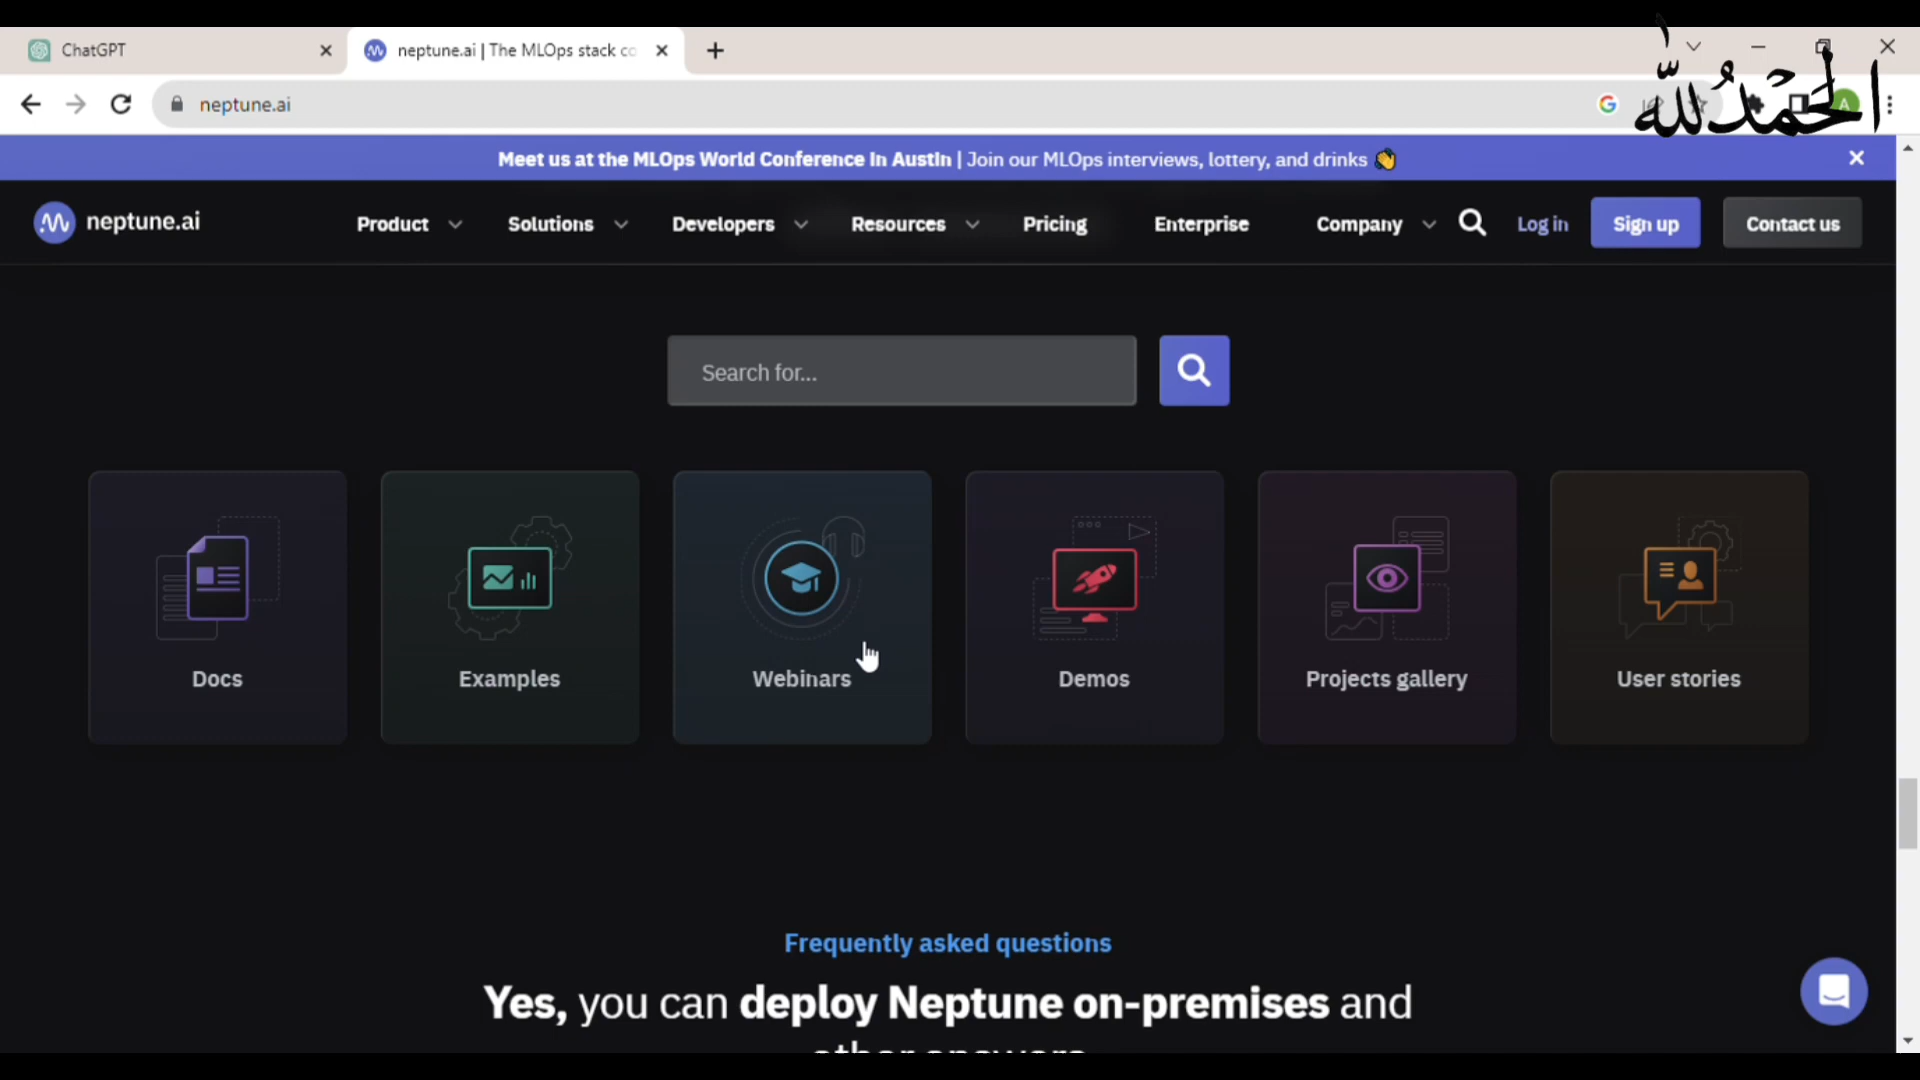 ChatGPT
neptune.ai | The MLOps stack co
الْحَمْدُ لِلّٰه
neptune.ai
A
Meet us at the MLOps World Conference in Austin | Join our MLOps interviews, lottery, and drinks 👏
neptune.ai
Product
Solutions
Developers
Resources
Pricing
Enterprise
Company
Log in
Sign up
Contact us
Search for...
Docs
Examples
Webinars
Demos
Projects gallery
User stories
Frequently asked questions
Yes, you can deploy Neptune on-premises and
other answers